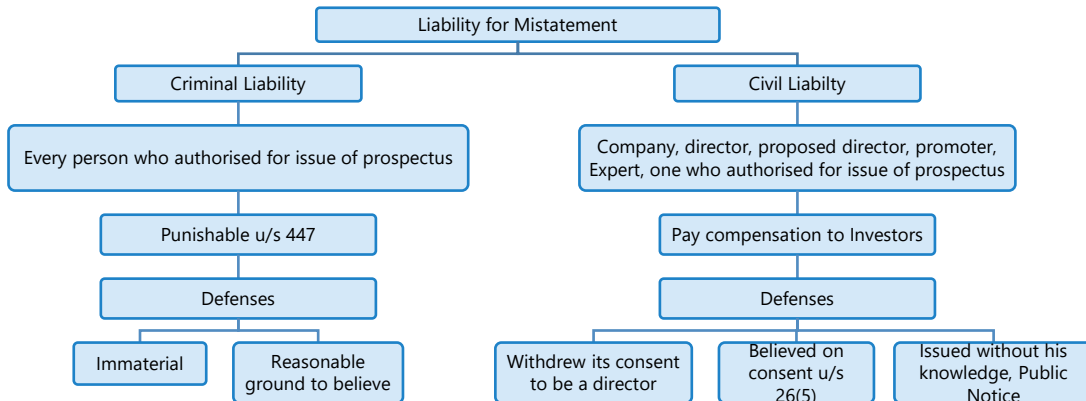 Liability for Mistatement
Criminal Liability
Civil Liabilty
Every person who authorised for issue of prospectus
Company, director, proposed director, promoter,
Expert, one who authorised for issue of prospectus
Punishable u/s 447
Pay compensation to Investors
Defenses
Defenses
Immaterial
Reasonable
ground to believe
Withdrew its consent
to be a director
Believed on
consent u/s
26(5)
Issued without his
knowledge, Public
Notice